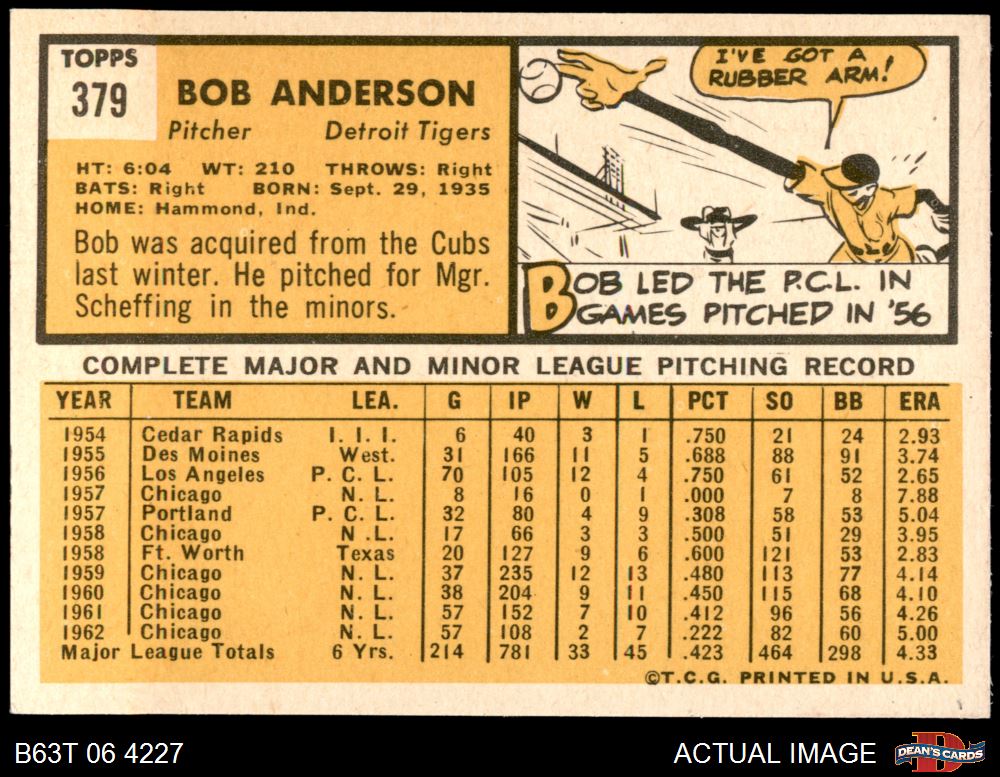 TOPPS
379
BOB ANDERSON
Pitcher Detroit Tigers
HT: 6:04 WT: 210 THROWS: Right
BATS: Right BORN: Sept. 29, 1935
HOME: Hammond, Ind.
Bob was acquired from the Cubs
last winter. He pitched for Mgr.
Scheffing in the minors.
I'VE GOT A
RUBBER ARM!
BOB LED THE P.C.L. IN
GAMES PITCHED IN '56
COMPLETE MAJOR AND MINOR LEAGUE PITCHING RECORD
YEAR TEAM LEA. G IP W L PCT SO BB ERA
1954 Cedar Rapids I. I. I. 6 40 3 1 .750 21 24 2.93
1955 Des Moines West. 31 166 11 5 .688 88 91 3.74
1956 Los Angeles P. C. L. 70 105 12 4 .750 61 52 2.65
1957 Chicago N. L. 8 16 0 1 .000 7 8 7.88
1957 Portland P. C. L. 32 80 4 9 .308 58 53 5.04
1958 Chicago N .L. 17 66 3 3 .500 51 29 3.95
1958 Ft. Worth Texas 20 127 9 6 .600 121 53 2.83
1959 Chicago N. L. 37 235 12 13 .480 113 77 4.14
1960 Chicago N. L. 38 204 9 11 .450 115 68 4.10
1961 Chicago N. L. 57 152 7 10 .412 96 56 4.26
1962 Chicago N. L. 57 108 2 7 .222 82 60 5.00
Major League Totals 6 Yrs. 214 781 33 45 .423 464 298 4.33
©T.C.G. PRINTED IN U.S.A.
B63T 06 4227 ACTUAL IMAGE D DEAN'S CARDS